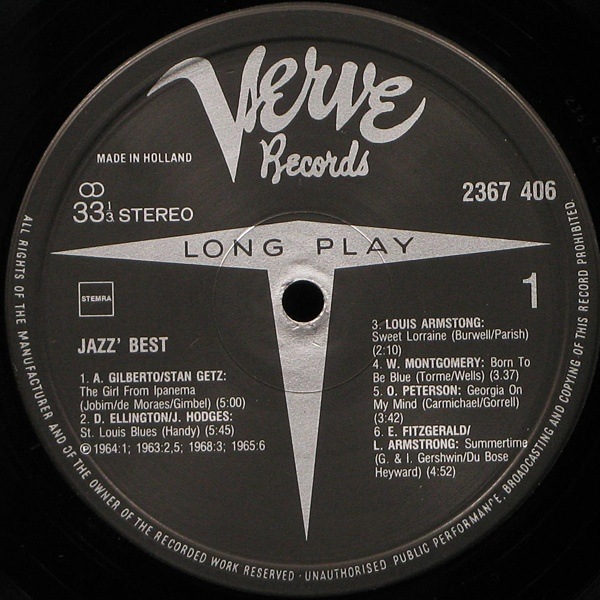 Verve
Records
MADE IN HOLLAND
33⅓ STEREO
2367 406
LONG PLAY
STEMRA
1
JAZZ' BEST
1. A. GILBERTO/STAN GETZ:
The Girl From Ipanema
(Jobim/de Moraes/Gimbel) (5:00)
2. D. ELLINGTON/J. HODGES:
St. Louis Blues (Handy) (5:45)
℗ 1964:1; 1963:2,5; 1968:3; 1965:6
3. LOUIS ARMSTONG:
Sweet Lorraine (Burwell/Parish)
(2:10)
4. W. MONTGOMERY: Born To
Be Blue (Torme/Wells) (3.37)
5. O. PETERSON: Georgia On
My Mind (Carmichael/Gorrell)
(3:42)
6. E. FITZGERALD/
L. ARMSTRONG: Summertime
(G. & I. Gershwin/Du Bose
Heyward) (4:52)
ALL RIGHTS OF THE MANUFACTURER AND OF THE OWNER OF THE RECORDED WORK RESERVED · UNAUTHORISED PUBLIC PERFORMANCE, BROADCASTING AND COPYING OF THIS RECORD PROHIBITED.